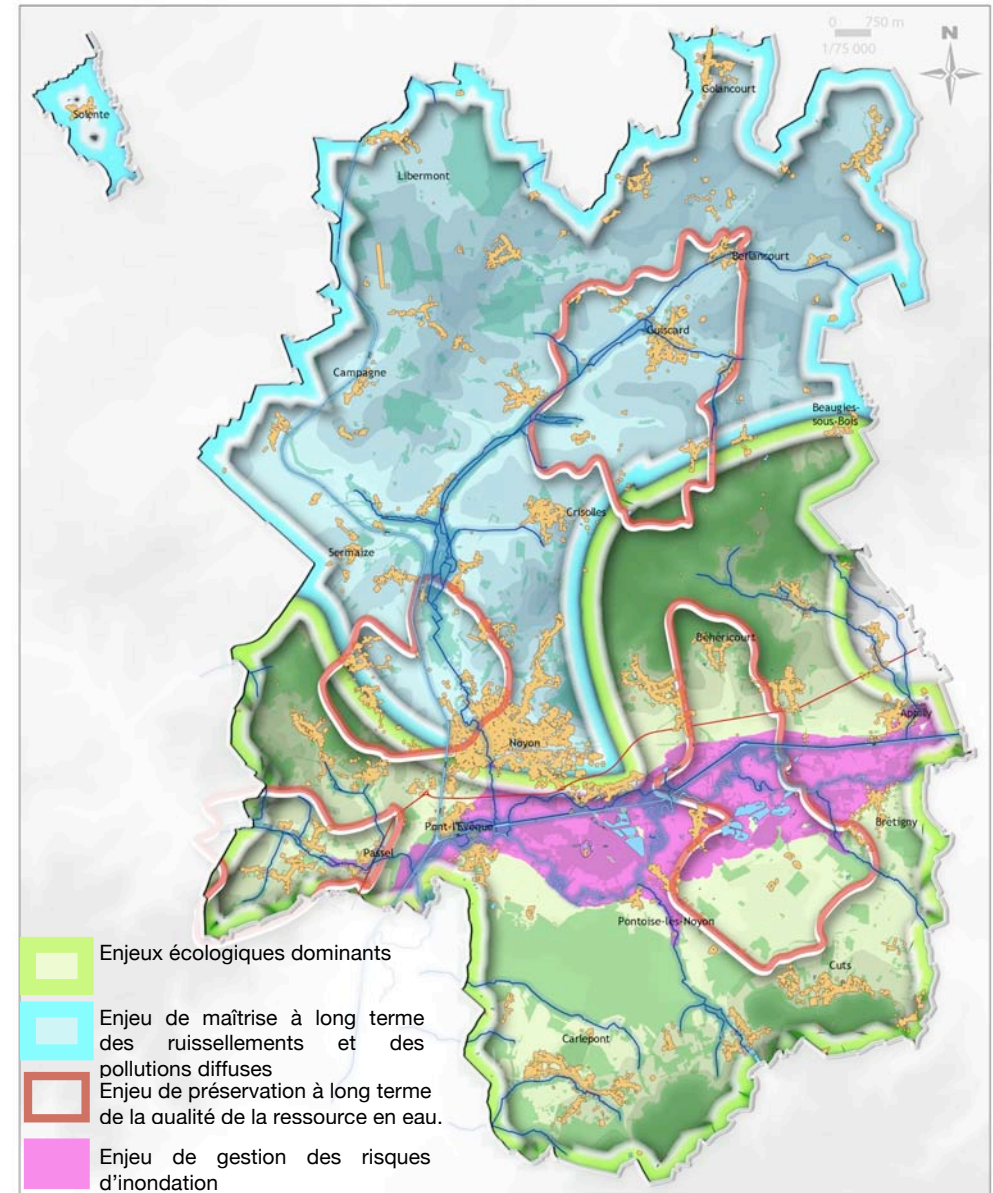 0 750 m
1/75 000
N
Golancourt
Solente
Libermont
Berlancourt
Guiscard
Campagne
Beaugies-
sous-Bois
Crisolles
Sermaize
Béhéricourt
Appilly
Noyon
Pont-l'Evêque
Bretigny
Passel
Pontoise-les-Noyon
Cuts
Carlepont
Enjeux écologiques dominants
Enjeu de maîtrise à long terme
des ruissellements et des
pollutions diffuses
Enjeu de préservation à long terme
de la qualité de la ressource en eau.
Enjeu de gestion des risques
d'inondation